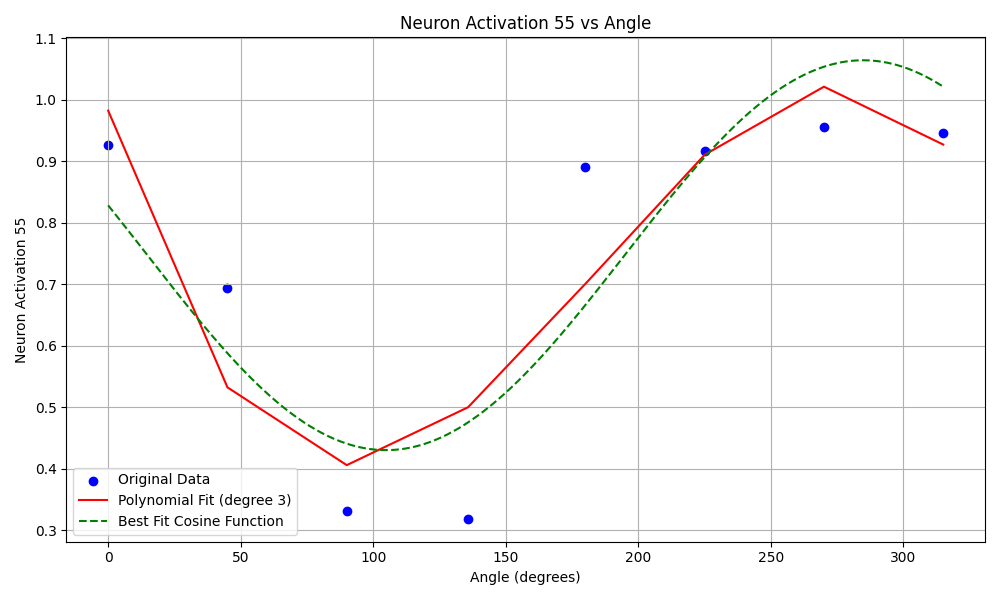 Neuron Activation 55 vs Angle
1.1
1.0
0.9
0.8
0.7
0.6
0.5
0.4
0.3
Neuron Activation 55
Original Data
Polynomial Fit (degree 3)
Best Fit Cosine Function
0 50 100 150 200 250 300
Angle (degrees)